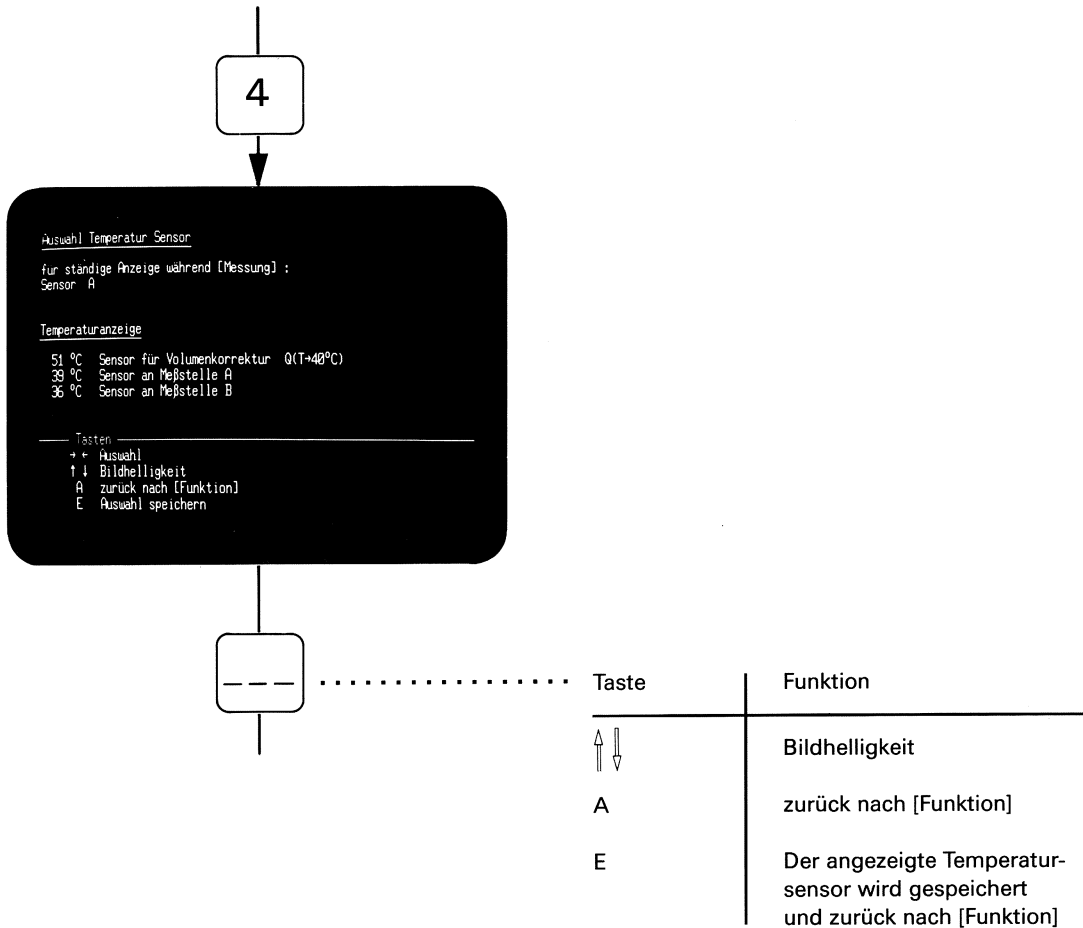 4
Auswahl Temperatur Sensor
für ständige Anzeige während [Messung] :
Sensor A
Temperaturanzeige
51 °C Sensor für Volumenkorrektur Q(T→40°C)
39 °C Sensor an Meßstelle A
36 °C Sensor an Meßstelle B
Tasten
→ ← Auswahl
↑ ↓ Bildhelligkeit
A zurück nach [Funktion]
E Auswahl speichern
_ _ _
Taste Funktion
⇑ ⇓ Bildhelligkeit
A zurück nach [Funktion]
E Der angezeigte Temperatur-
sensor wird gespeichert
und zurück nach [Funktion]